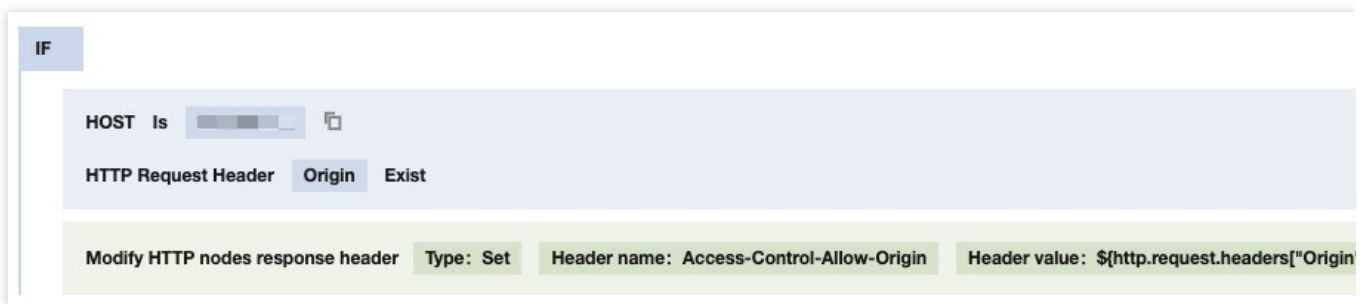 IF
HOST Is
HTTP Request Header Origin Exist
Modify HTTP nodes response header Type: Set Header name: Access-Control-Allow-Origin Header value: ${http.request.headers["Origin"